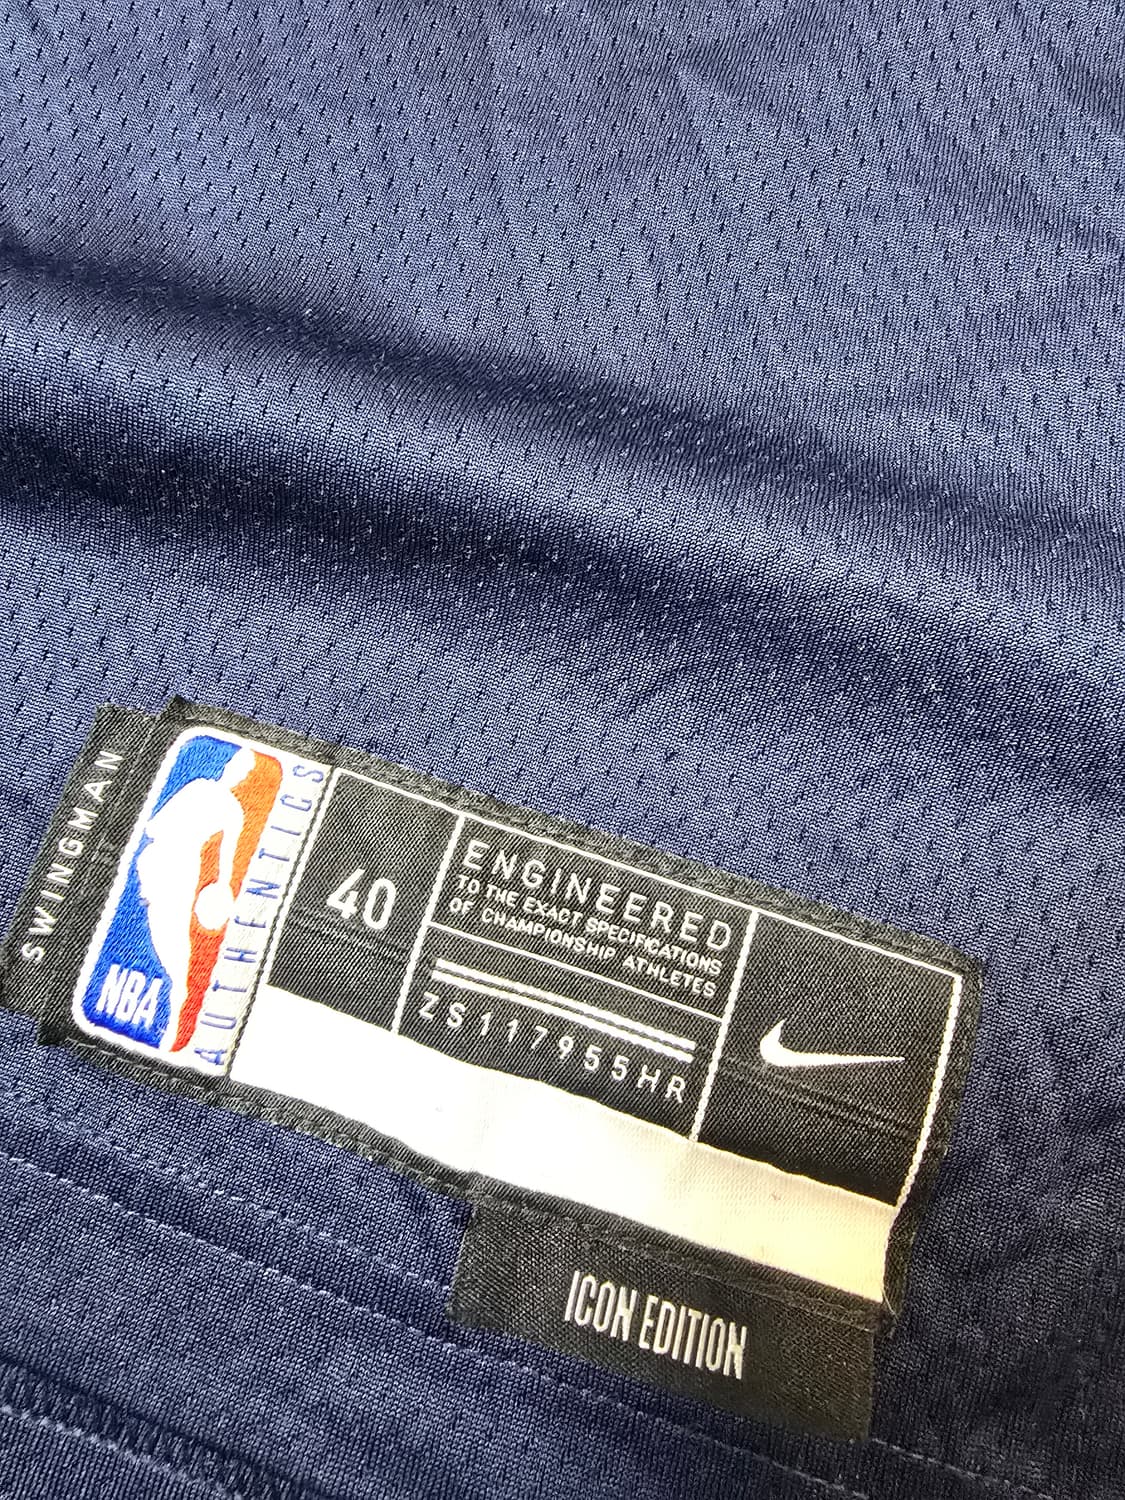 SWINGMAN
NBA
AUTHENTICS
40
ENGINEERED
TO THE EXACT SPECIFICATIONS
OF CHAMPIONSHIP ATHLETES
ZS117955HR
ICON EDITION